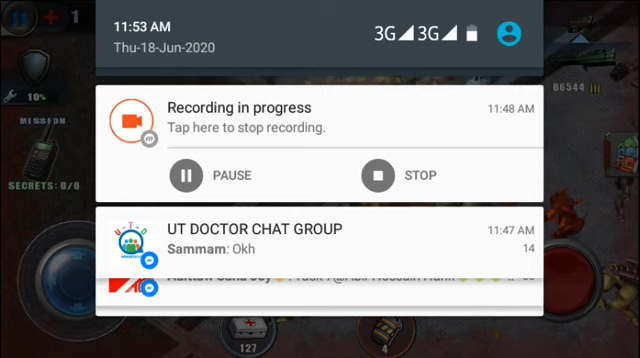 1
11:53 AM
Thu-18-Jun-2020
3G 3G
10%
MISSION
SECRETS: 0/0
86544
Recording in progress
11:48 AM
Tap here to stop recording.
PAUSE
STOP
UT DOCTOR CHAT GROUP
11:47 AM
Sammam: Okh
14
127
4